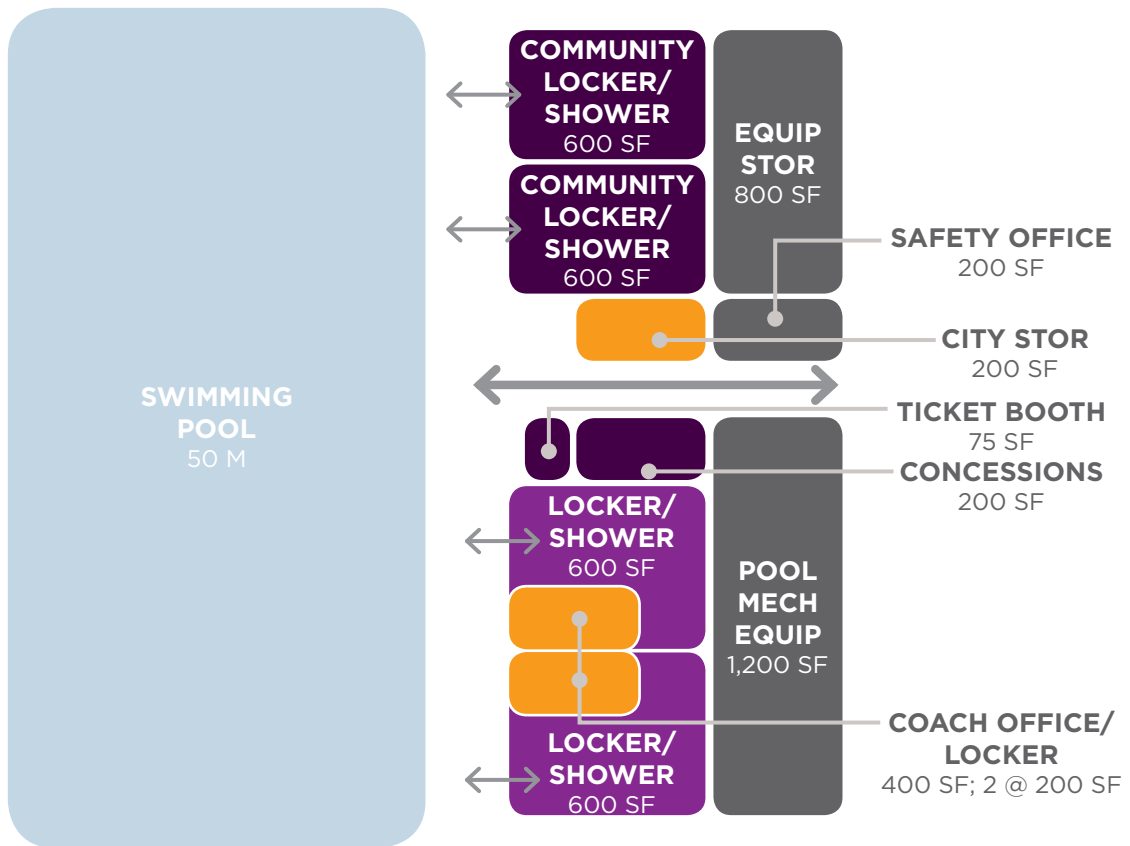 SWIMMING
POOL
50 M
COMMUNITY
LOCKER/
SHOWER
600 SF
COMMUNITY
LOCKER/
SHOWER
600 SF
EQUIP
STOR
800 SF
SAFETY OFFICE
200 SF
CITY STOR
200 SF
TICKET BOOTH
75 SF
CONCESSIONS
200 SF
LOCKER/
SHOWER
600 SF
POOL
MECH
EQUIP
1,200 SF
LOCKER/
SHOWER
600 SF
COACH OFFICE/
LOCKER
400 SF; 2 @ 200 SF